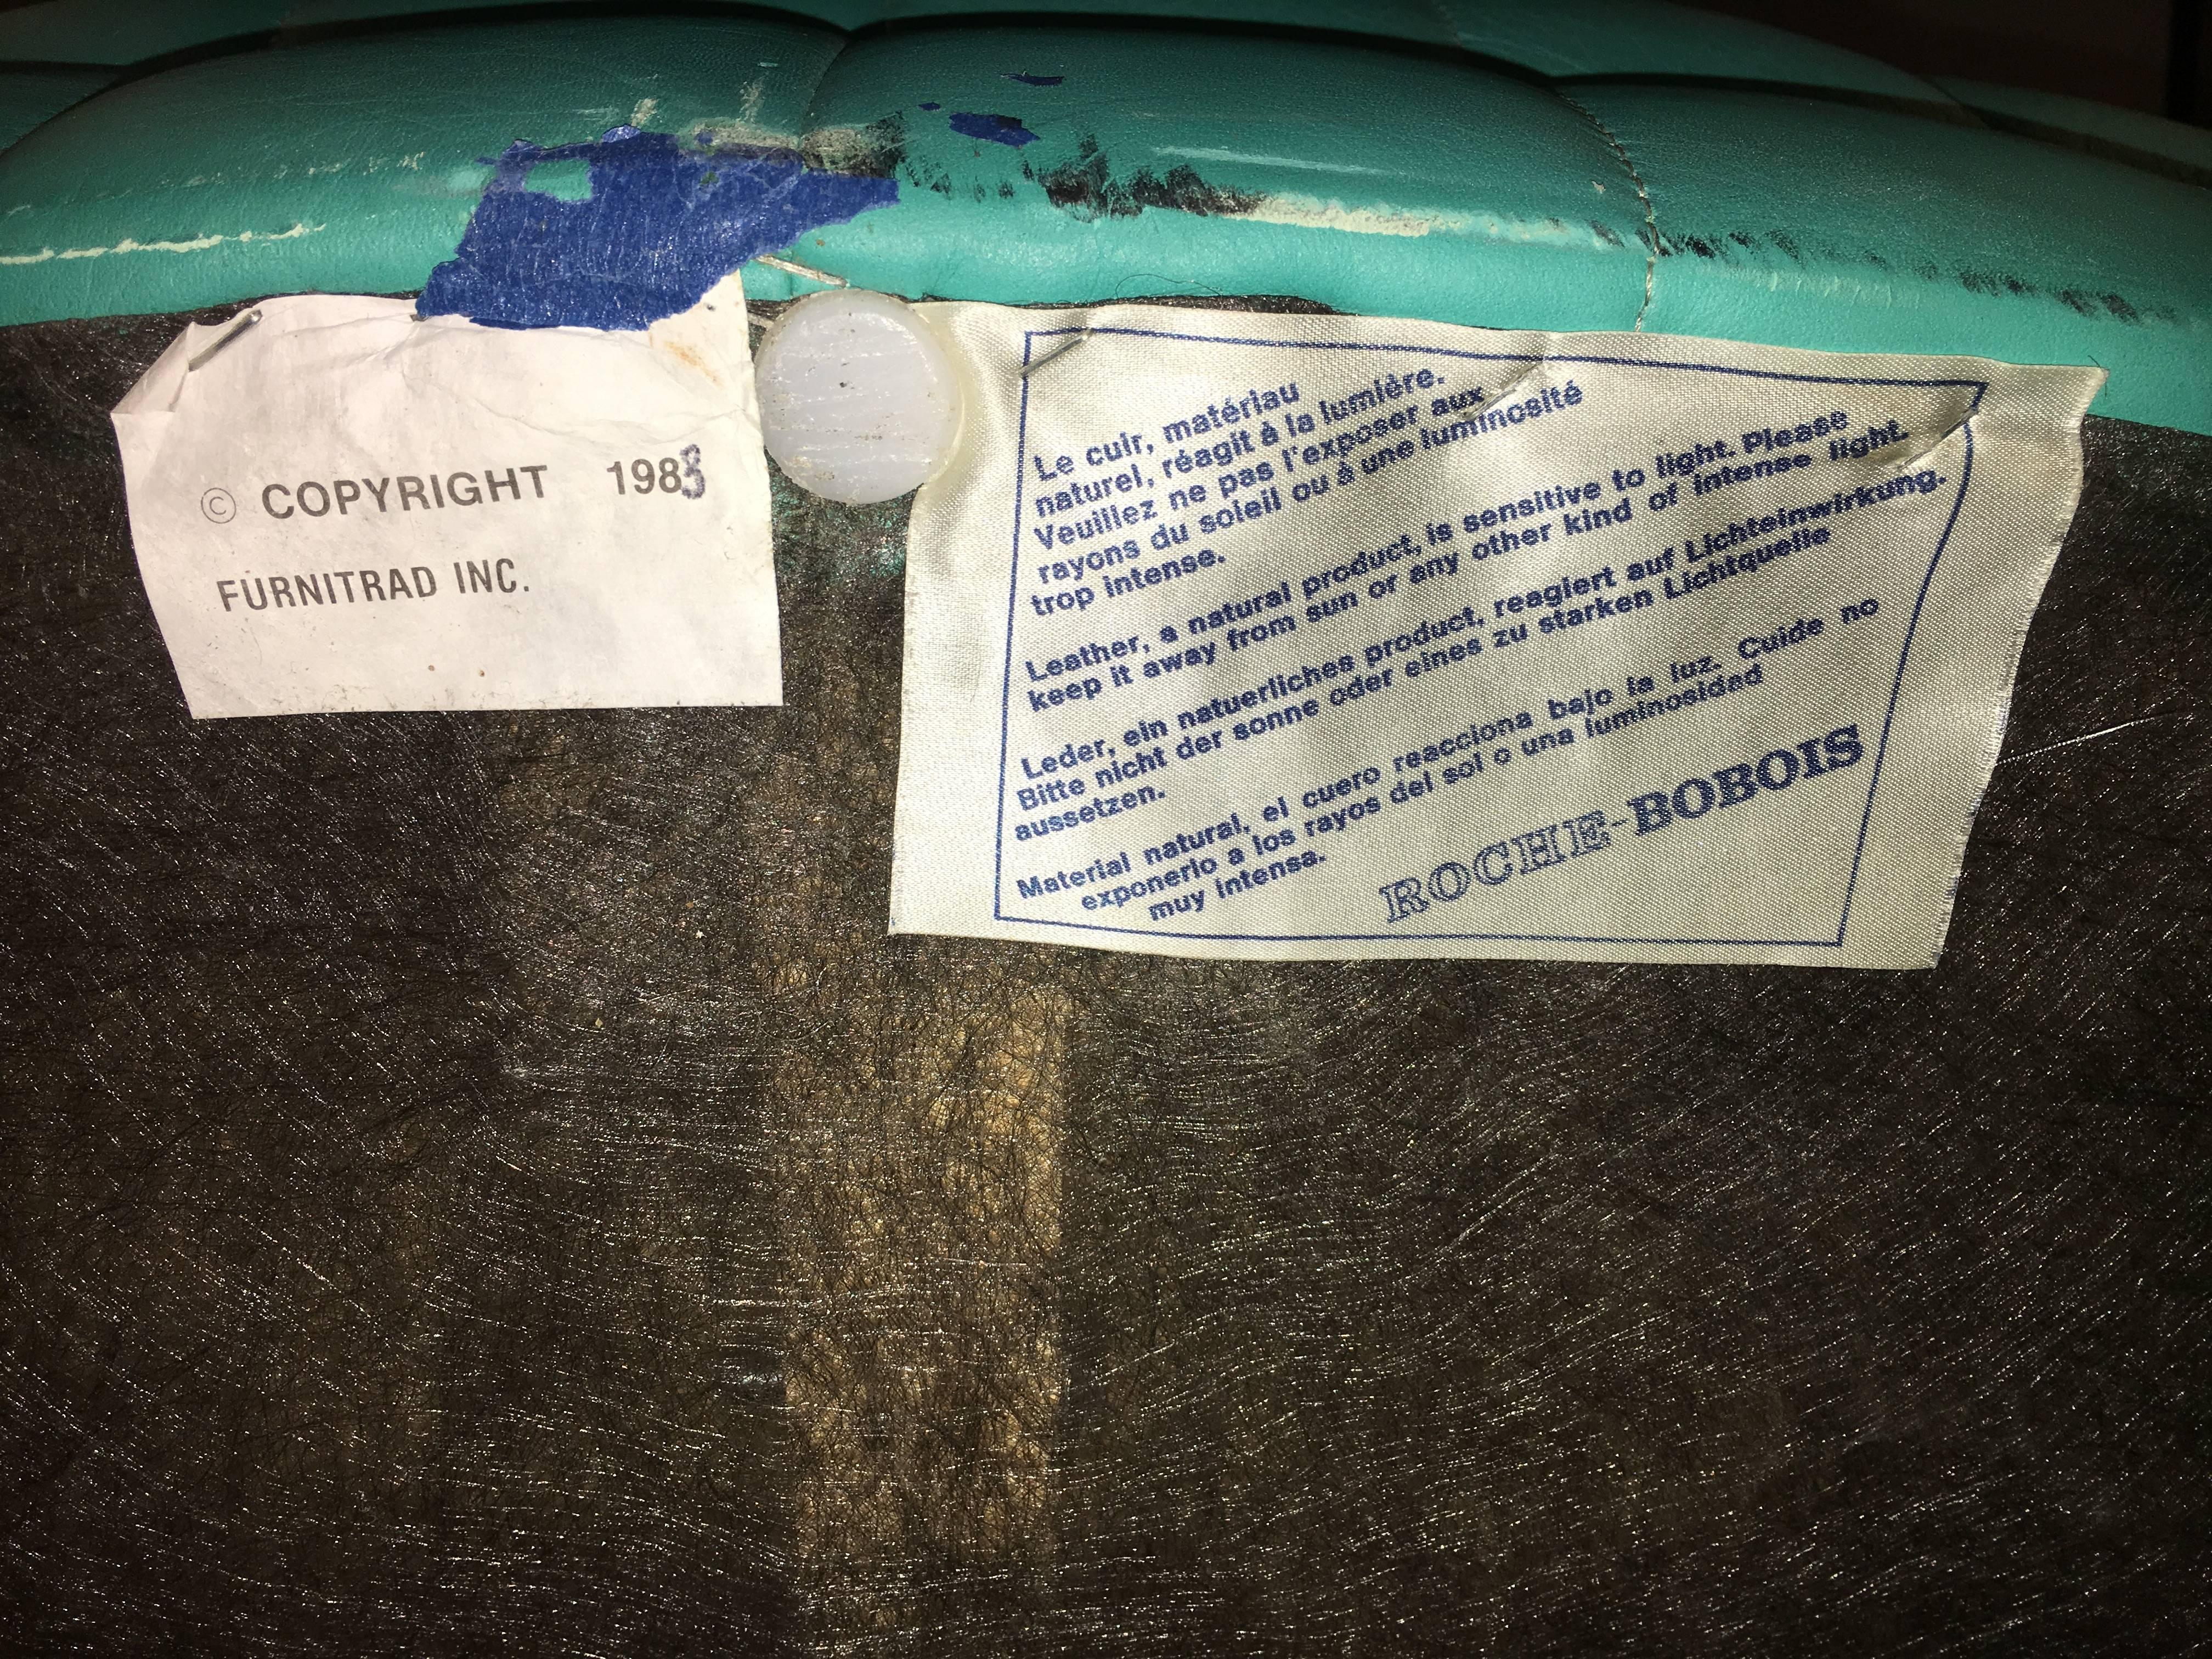 © COPYRIGHT 1983
FURNITRAD INC.
Le cuir, matériau
naturel, réagit à la lumière.
Veuillez ne pas l'exposer aux
rayons du soleil ou à une luminosité
trop intense.
Leather, a natural product, is sensitive to light. Please
keep it away from sun or any other kind of intense light.
Leder, ein natuerliches product, reagiert auf Lichteinwirkung.
Bitte nicht der sonne oder eines zu starken Lichtquelle
aussetzen.
Material natural, el cuero reacciona bajo la luz. Cuide no
exponerlo a los rayos del sol o una luminosidad
muy intensa.
ROCHE-BOBOIS